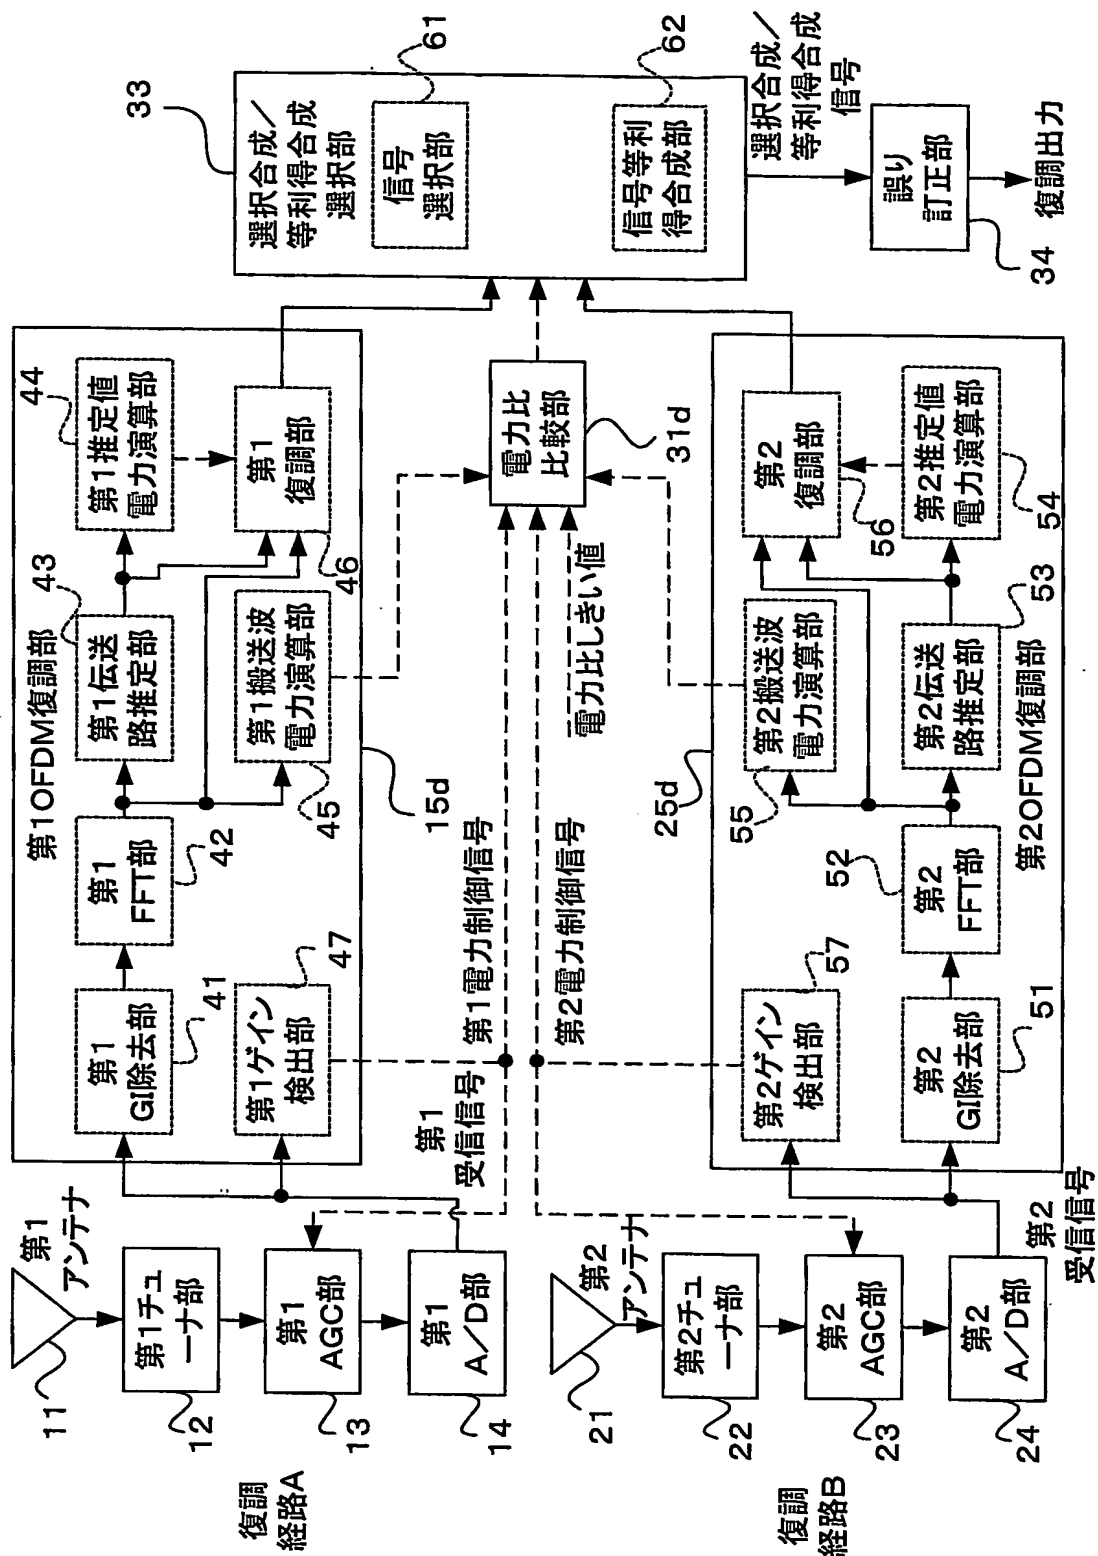 復調
経路A
11
第1
アンテナ
第1チュ
ーナ部
12
第1
AGC部
13
第1
A/D部
14
第1OFDM復調部
第1
GI除去部
41
第1ゲイン
検出部
47
第1
FFT部
42
第1伝送
路推定部
43
第1推定値
電力演算部
44
第1搬送波
電力演算部
45
第1
復調部
46
15d
第1
受信信号
第1電力制御信号
第2電力制御信号
電力比しきい値
電力比
比較部
31d
33
選択合成/
等利得合成
選択部
信号
選択部
61
信号等利
得合成部
62
選択合成/
等利得合成
信号
誤り
訂正部
34
復調出力
復調
経路B
21
第2
アンテナ
第2チュ
ーナ部
22
第2
AGC部
23
第2
A/D部
24
第2
受信信号
25d
第2ゲイン
検出部
57
第2
GI除去部
51
第2
FFT部
52
第2搬送波
電力演算部
55
第2伝送
路推定部
53
第2
復調部
56
第2推定値
電力演算部
54
第2OFDM復調部